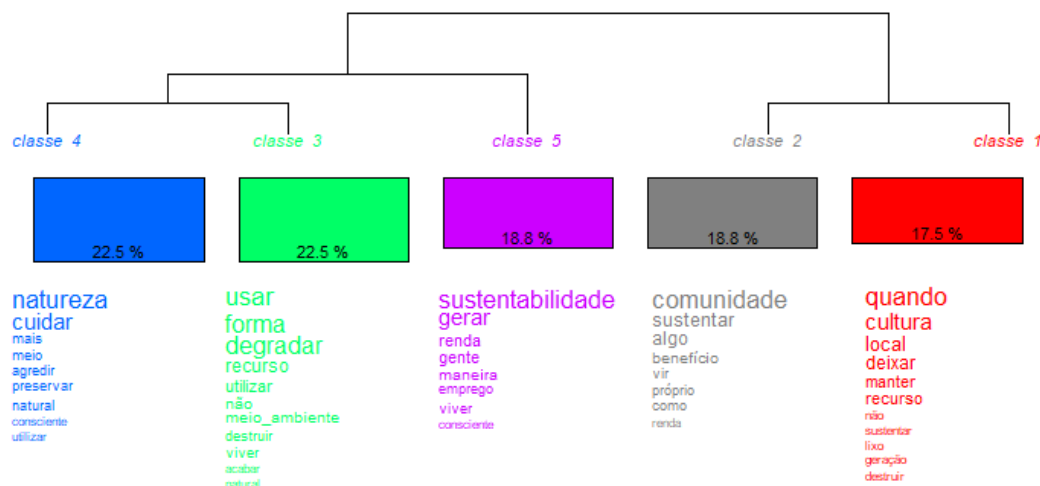 classe 4
classe 3
classe 5
classe 2
classe 1
22.5 %
22.5 %
18.8 %
18.8 %
17.5 %
natureza
cuidar
mais
meio
agredir
preservar
natural
consciente
utilizar
usar
forma
degradar
recurso
utilizar
não
meio_ambiente
destruir
viver
acabar
natural
sustentabilidade
gerar
renda
gente
maneira
emprego
viver
consciente
comunidade
sustentar
algo
benefício
vir
próprio
como
renda
quando
cultura
local
deixar
manter
recurso
não
sustentar
lixo
geração
destruir